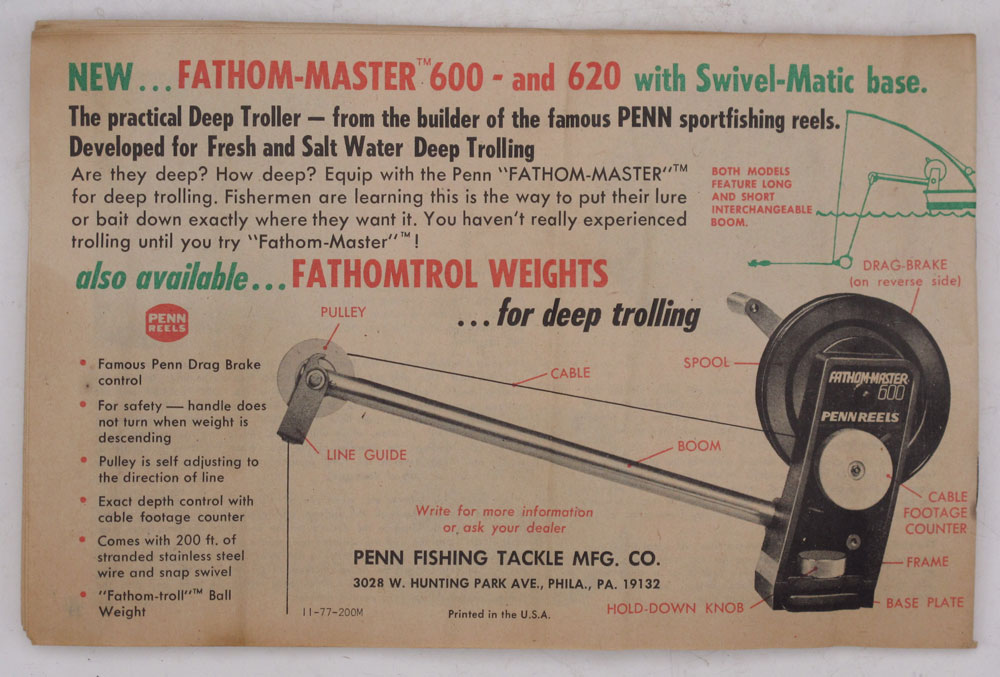 NEW... FATHOM-MASTER™ 600 - and 620 with Swivel-Matic base.
The practical Deep Troller — from the builder of the famous PENN sportfishing reels.
Developed for Fresh and Salt Water Deep Trolling
Are they deep? How deep? Equip with the Penn "FATHOM-MASTER"™
for deep trolling. Fishermen are learning this is the way to put their lure
or bait down exactly where they want it. You haven't really experienced
trolling until you try "Fathom-Master"™!
BOTH MODELS
FEATURE LONG
AND SHORT
INTERCHANGEABLE
BOOM.
also available... FATHOMTROL WEIGHTS
...for deep trolling
PENN
REELS
• Famous Penn Drag Brake
control
• For safety — handle does
not turn when weight is
descending
• Pulley is self adjusting to
the direction of line
• Exact depth control with
cable footage counter
• Comes with 200 ft. of
stranded stainless steel
wire and snap swivel
• "Fathom-troll"™ Ball
Weight
PULLEY
CABLE
LINE GUIDE
BOOM
SPOOL
DRAG-BRAKE
(on reverse side)
FATHOM-MASTER
600
PENN REELS
CABLE
FOOTAGE
COUNTER
FRAME
BASE PLATE
HOLD-DOWN KNOB
Write for more information
or, ask your dealer
PENN FISHING TACKLE MFG. CO.
3028 W. HUNTING PARK AVE., PHILA., PA. 19132
11-77-200M
Printed in the U.S.A.